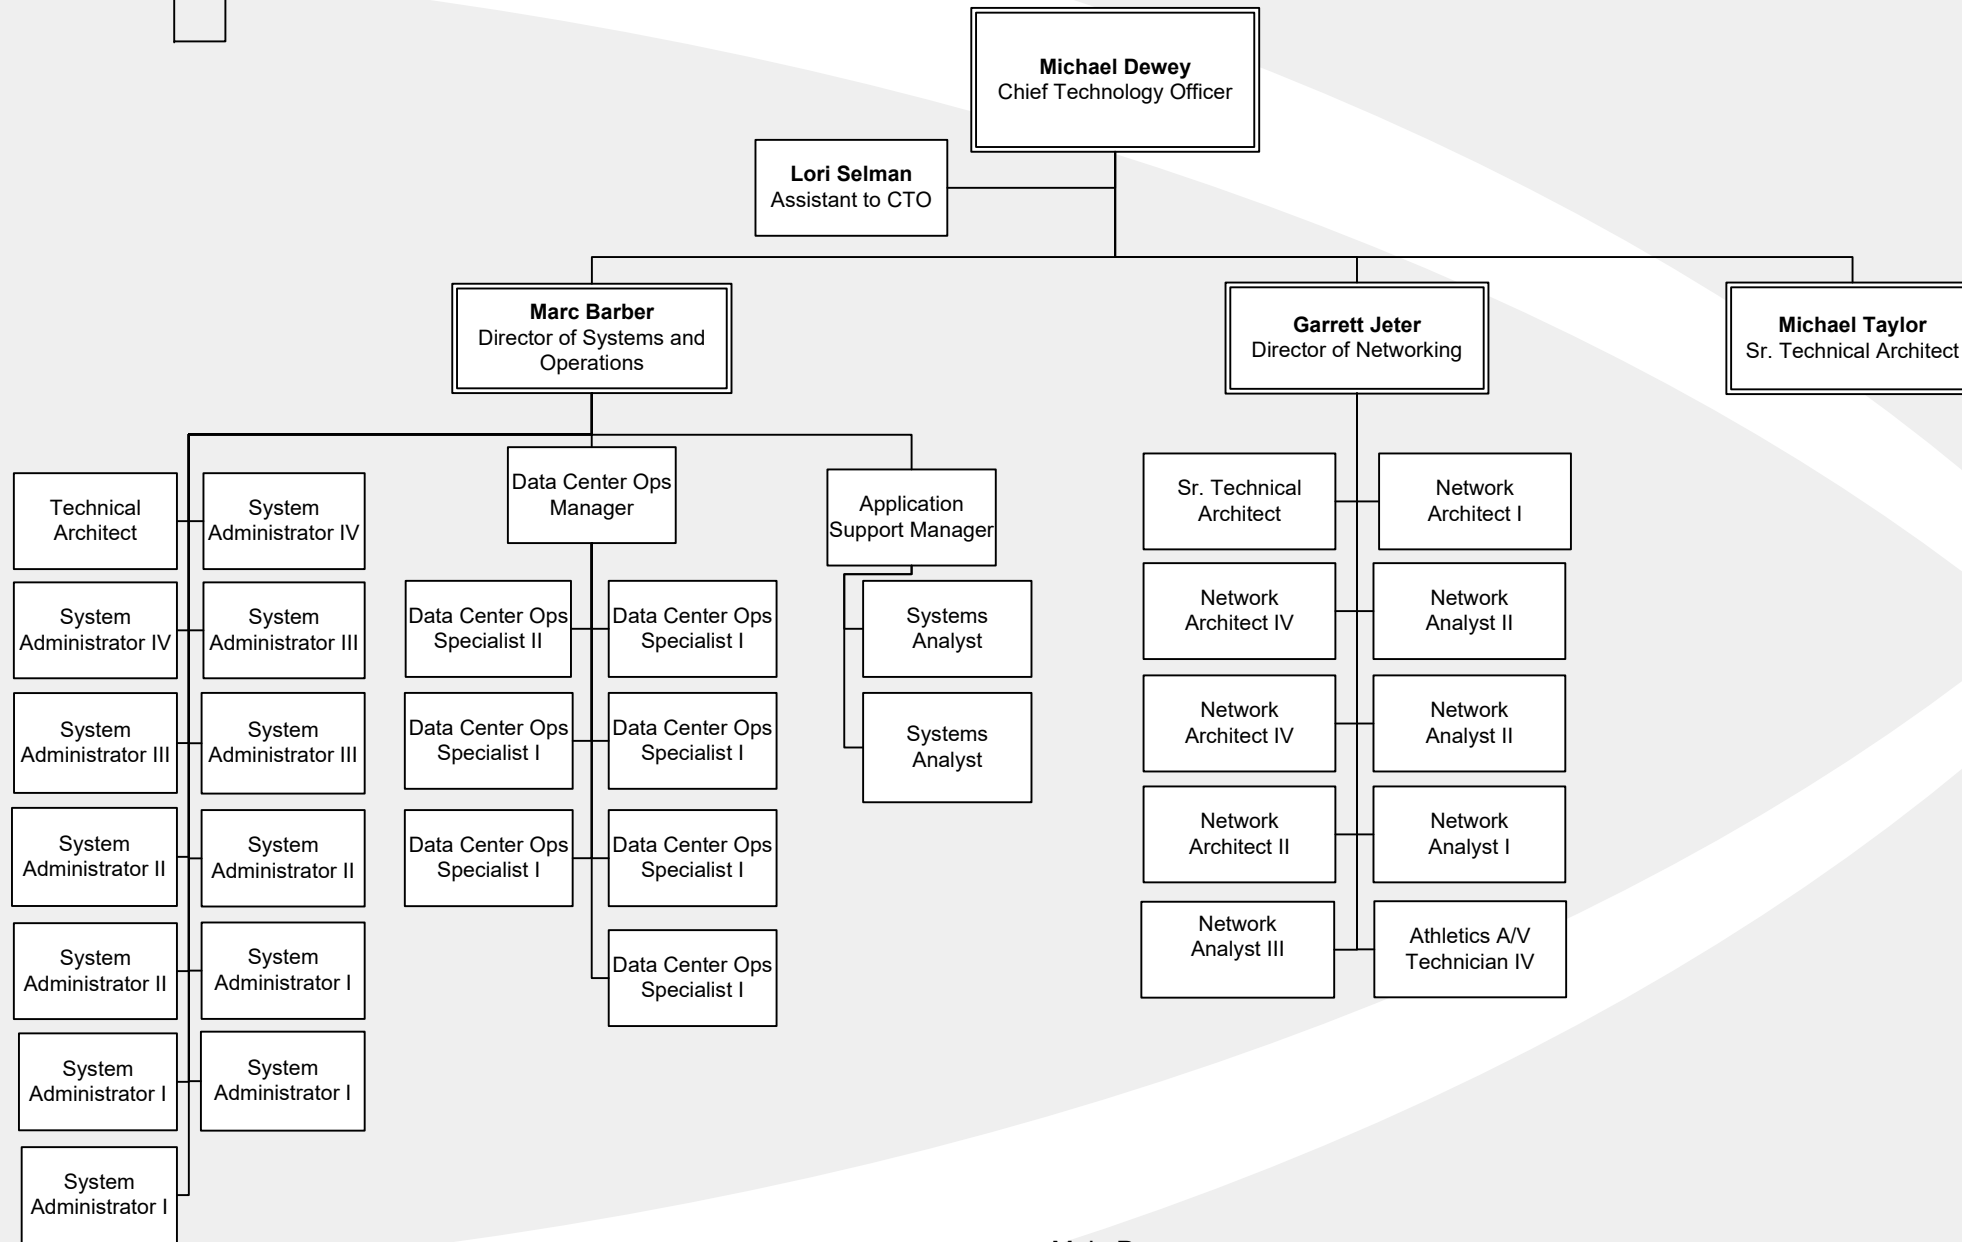 Michael Dewey
Chief Technology Officer
Lori Selman
Assistant to CTO
Marc Barber
Director of Systems and
Operations
Garrett Jeter
Director of Networking
Michael Taylor
Sr. Technical Architect
Technical
Architect
System
Administrator IV
System
Administrator IV
System
Administrator III
System
Administrator III
System
Administrator III
System
Administrator II
System
Administrator II
System
Administrator II
System
Administrator I
System
Administrator I
System
Administrator I
System
Administrator I
Data Center Ops
Manager
Data Center Ops
Specialist II
Data Center Ops
Specialist I
Data Center Ops
Specialist I
Data Center Ops
Specialist I
Data Center Ops
Specialist I
Data Center Ops
Specialist I
Data Center Ops
Specialist I
Application
Support Manager
Systems
Analyst
Systems
Analyst
Sr. Technical
Architect
Network
Architect I
Network
Architect IV
Network
Analyst II
Network
Architect IV
Network
Analyst II
Network
Architect II
Network
Analyst I
Network
Analyst III
Athletics A/V
Technician IV